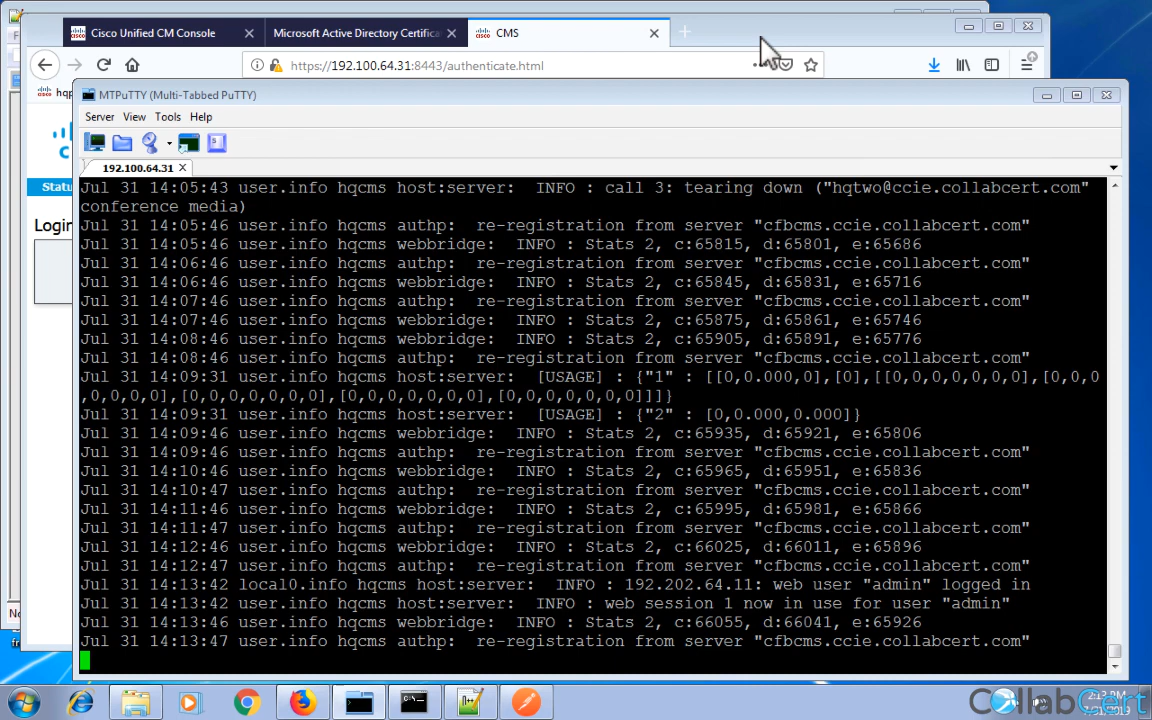 Cisco Unified CM Console
Microsoft Active Directory Certifica
CMS
https://192.100.64.31:8443/authenticate.html
hqp
MTPuTTY (Multi-Tabbed PuTTY)
Server View Tools Help
192.100.64.31
Statu
Login
Jul 31 14:05:43 user.info hqcms host:server:  INFO : call 3: tearing down ("hqtwo@ccie.collabcert.com"
conference media)
Jul 31 14:05:46 user.info hqcms authp:  re-registration from server "cfbcms.ccie.collabcert.com"
Jul 31 14:05:46 user.info hqcms webbridge:  INFO : Stats 2, c:65815, d:65801, e:65686
Jul 31 14:06:46 user.info hqcms authp:  re-registration from server "cfbcms.ccie.collabcert.com"
Jul 31 14:06:46 user.info hqcms webbridge:  INFO : Stats 2, c:65845, d:65831, e:65716
Jul 31 14:07:46 user.info hqcms authp:  re-registration from server "cfbcms.ccie.collabcert.com"
Jul 31 14:07:46 user.info hqcms webbridge:  INFO : Stats 2, c:65875, d:65861, e:65746
Jul 31 14:08:46 user.info hqcms webbridge:  INFO : Stats 2, c:65905, d:65891, e:65776
Jul 31 14:08:46 user.info hqcms authp:  re-registration from server "cfbcms.ccie.collabcert.com"
Jul 31 14:09:31 user.info hqcms host:server:  [USAGE] : {"1" : [[0,0.000,0],[0],[[0,0,0,0,0,0,0],[0,0,0
,0,0,0,0],[0,0,0,0,0,0,0],[0,0,0,0,0,0,0],[0,0,0,0,0,0,0]]]}
Jul 31 14:09:31 user.info hqcms host:server:  [USAGE] : {"2" : [0,0.000,0.000]}
Jul 31 14:09:46 user.info hqcms webbridge:  INFO : Stats 2, c:65935, d:65921, e:65806
Jul 31 14:09:46 user.info hqcms authp:  re-registration from server "cfbcms.ccie.collabcert.com"
Jul 31 14:10:46 user.info hqcms webbridge:  INFO : Stats 2, c:65965, d:65951, e:65836
Jul 31 14:10:47 user.info hqcms authp:  re-registration from server "cfbcms.ccie.collabcert.com"
Jul 31 14:11:46 user.info hqcms webbridge:  INFO : Stats 2, c:65995, d:65981, e:65866
Jul 31 14:11:47 user.info hqcms authp:  re-registration from server "cfbcms.ccie.collabcert.com"
Jul 31 14:12:46 user.info hqcms webbridge:  INFO : Stats 2, c:66025, d:66011, e:65896
Jul 31 14:12:47 user.info hqcms authp:  re-registration from server "cfbcms.ccie.collabcert.com"
Jul 31 14:13:42 local0.info hqcms host:server:  INFO : 192.202.64.11: web user "admin" logged in
Jul 31 14:13:42 user.info hqcms host:server:  INFO : web session 1 now in use for user "admin"
Jul 31 14:13:46 user.info hqcms webbridge:  INFO : Stats 2, c:66055, d:66041, e:65926
Jul 31 14:13:47 user.info hqcms authp:  re-registration from server "cfbcms.ccie.collabcert.com"
CollabCert